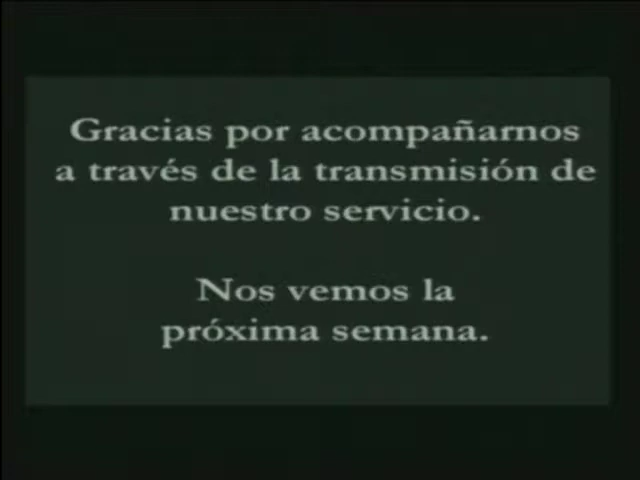 Gracias por acompañarnos
a través de la transmisión de
nuestro servicio.
Nos vemos la
próxima semana.